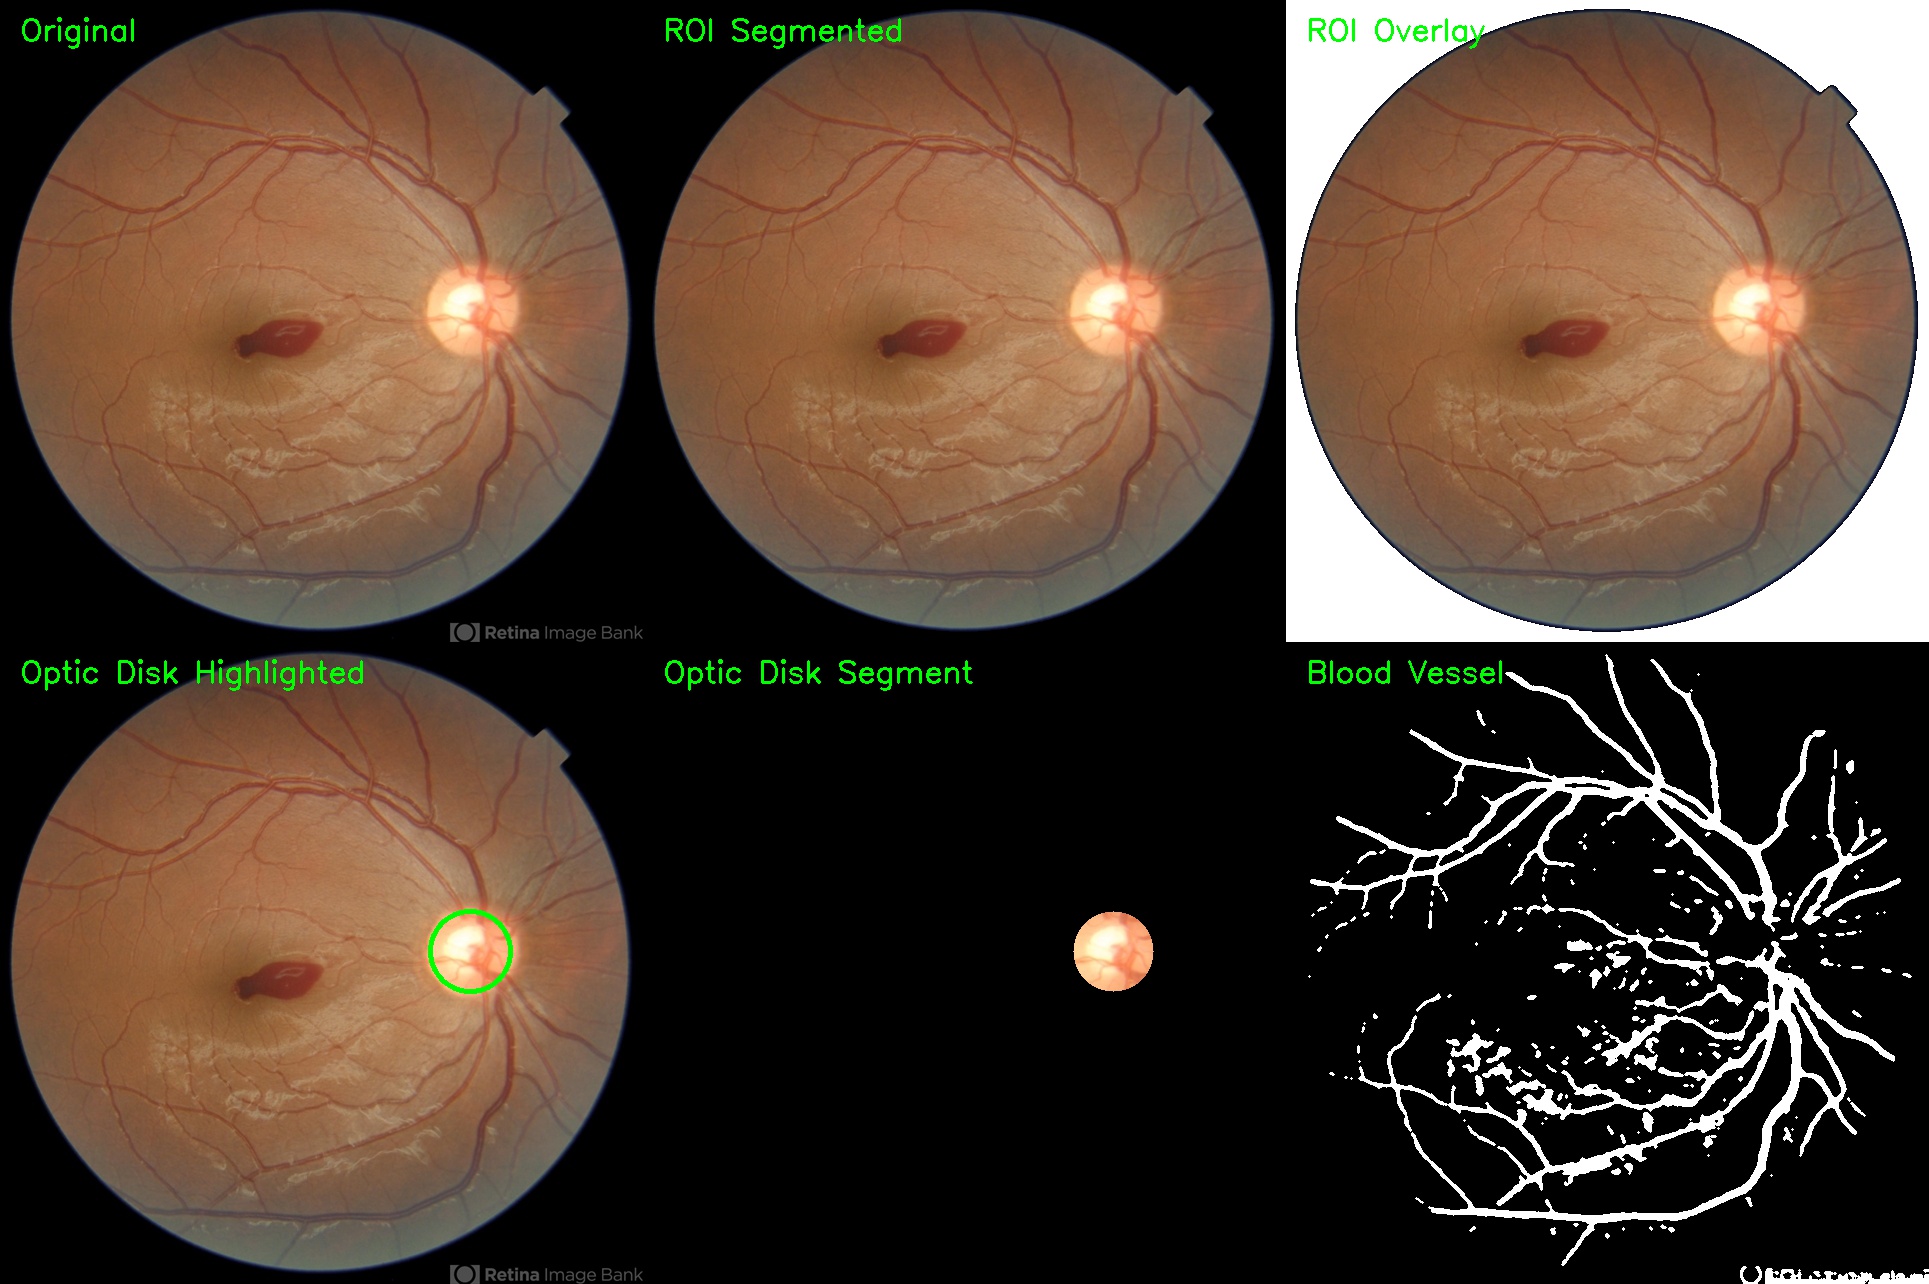 Original
ROI Segmented
ROI Overlay
Retina Image Bank
Optic Disk Highlighted
Optic Disk Segment
Blood Vessel
Retina Image Bank